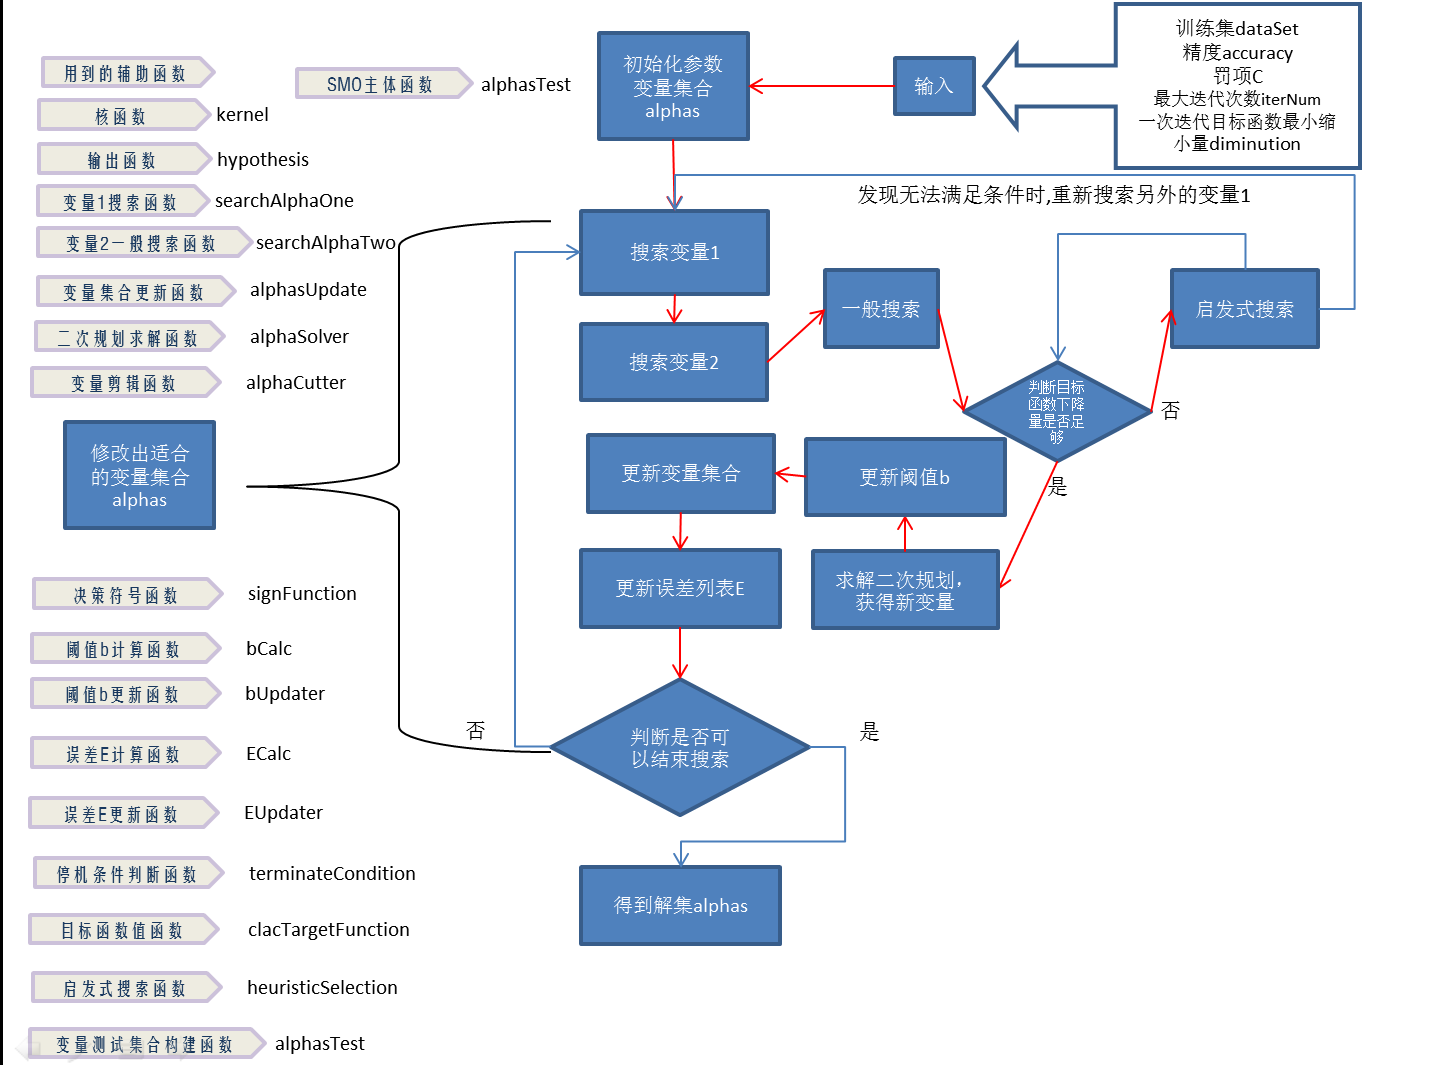 用到的辅助函数
核函数
kernel
输出函数
hypothesis
变量1搜索函数
searchAlphaOne
变量2一般搜索函数
searchAlphaTwo
变量集合更新函数
alphasUpdate
二次规划求解函数
alphaSolver
变量剪辑函数
alphaCutter
修改出适合
的变量集合
alphas
决策符号函数
signFunction
阈值b计算函数
bCalc
阈值b更新函数
bUpdater
误差E计算函数
ECalc
误差E更新函数
EUpdater
停机条件判断函数
terminateCondition
目标函数值函数
clacTargetFunction
启发式搜索函数
heuristicSelection
变量测试集合构建函数
alphasTest
SMO主体函数
alphasTest
初始化参数
变量集合
alphas
输入
训练集dataSet
精度accuracy
罚项C
最大迭代次数iterNum
一次迭代目标函数最小缩
小量diminution
发现无法满足条件时,重新搜索另外的变量1
搜索变量1
搜索变量2
一般搜索
启发式搜索
判断目标
函数下降
量是否足
够
否
是
求解二次规划，
获得新变量
更新阈值b
更新变量集合
更新误差列表E
判断是否可
以结束搜索
否
是
得到解集alphas